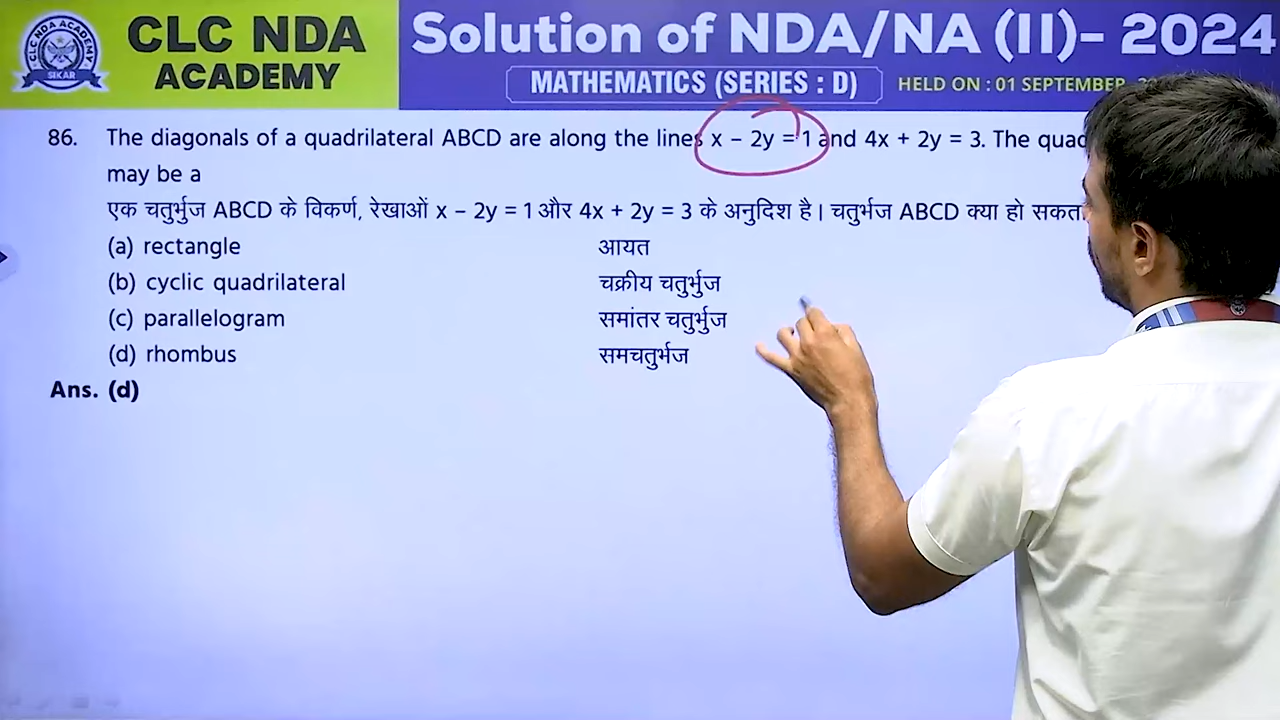 CLC NDA ACADEMY
SIKAR
CLC NDA
ACADEMY
Solution of NDA/NA (II)- 2024
MATHEMATICS (SERIES : D)
HELD ON : 01 SEPTEMBER
86. The diagonals of a quadrilateral ABCD are along the lines x – 2y = 1 and 4x + 2y = 3. The quad
may be a
एक चतुर्भुज ABCD के विकर्ण, रेखाओं x – 2y = 1 और 4x + 2y = 3 के अनुदिश है। चतुर्भज ABCD क्या हो सकता
(a) rectangle आयत
(b) cyclic quadrilateral चक्रीय चतुर्भुज
(c) parallelogram समांतर चतुर्भुज
(d) rhombus समचतुर्भज
Ans. (d)